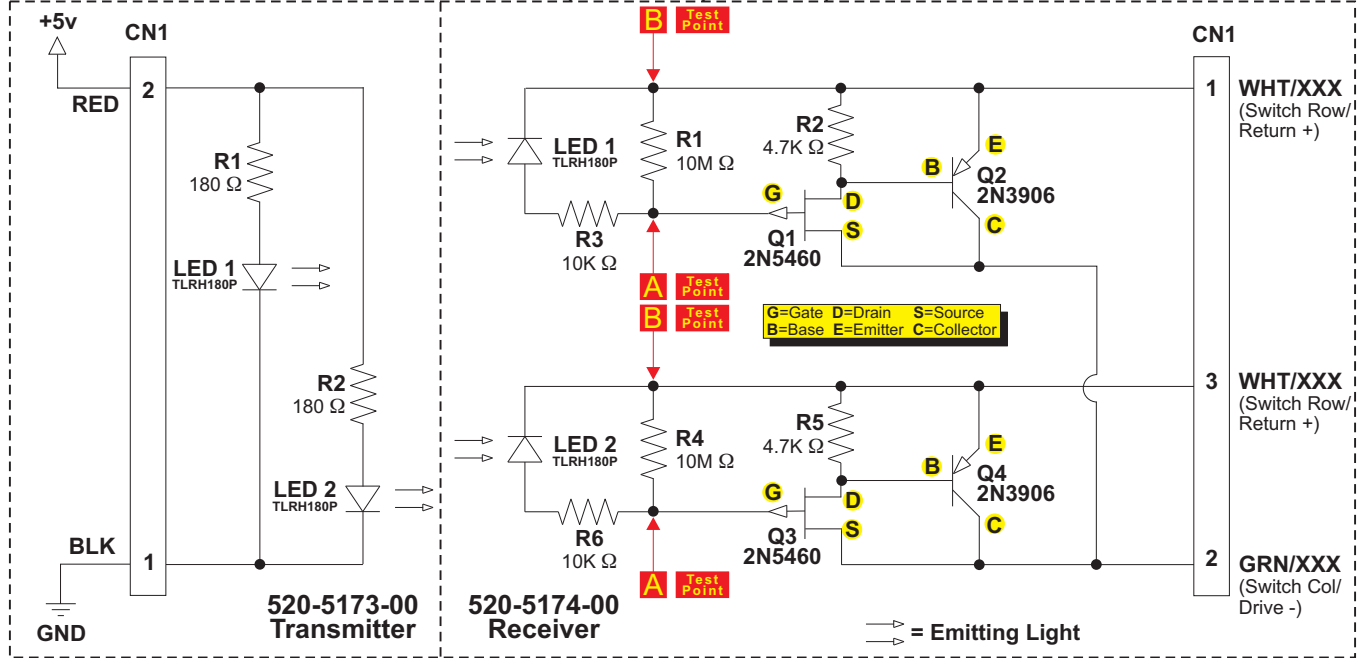 +5v
CN1
2
RED
R1
180 Ω
LED 1
TLRH180P
R2
180 Ω
LED 2
TLRH180P
BLK
1
GND
520-5173-00
Transmitter
B Test Point
LED 1
TLRH180P
R1
10M Ω
R3
10K Ω
A Test Point
R2
4.7K Ω
G
D
S
Q1
2N5460
B
E
C
Q2
2N3906
G=Gate D=Drain S=Source
B=Base E=Emitter C=Collector
B Test Point
LED 2
TLRH180P
R4
10M Ω
R6
10K Ω
A Test Point
R5
4.7K Ω
G
D
S
Q3
2N5460
B
E
C
Q4
2N3906
520-5174-00
Receiver
= Emitting Light
CN1
1
WHT/XXX
(Switch Row/
Return +)
3
WHT/XXX
(Switch Row/
Return +)
2
GRN/XXX
(Switch Col/
Drive -)